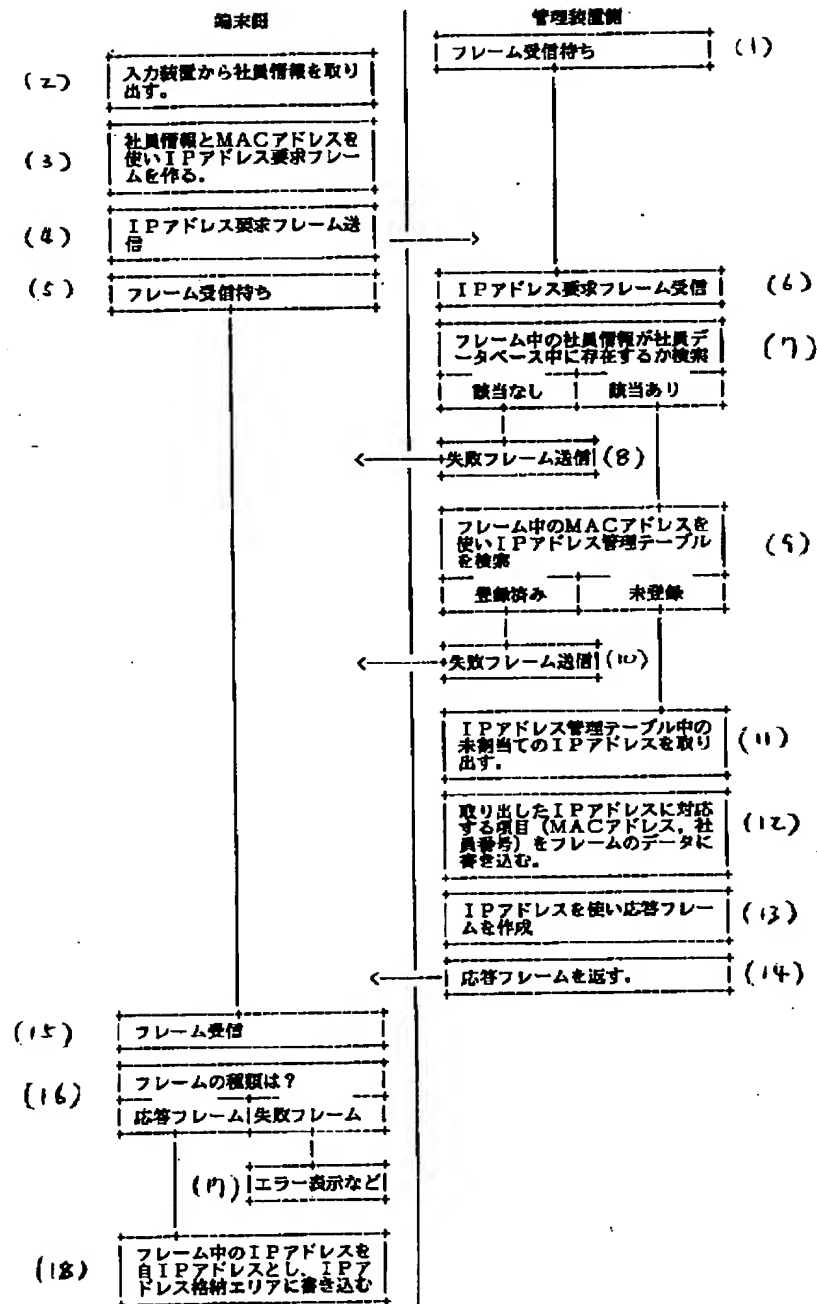 端末側
管理装置側
フレーム受信待ち
(1)
(2)
入力装置から社員情報を取り
出す。
(3)
社員情報とMACアドレスを
使いIPアドレス要求フレー
ムを作る。
(4)
IPアドレス要求フレーム送
信
(5)
フレーム受信待ち
IPアドレス要求フレーム受信
(6)
フレーム中の社員情報が社員デ
ータベース中に存在するか検索
(7)
該当なし
該当あり
失敗フレーム送信
(8)
フレーム中のMACアドレスを
使いIPアドレス管理テーブル
を検索
(9)
登録済み
未登録
失敗フレーム送信
(10)
IPアドレス管理テーブル中の
未割当てのIPアドレスを取り
出す。
(11)
取り出したIPアドレスに対応
する項目(MACアドレス,社
員番号)をフレームのデータに
書き込む。
(12)
IPアドレスを使い応答フレー
ムを作成
(13)
応答フレームを返す。
(14)
(15)
フレーム受信
(16)
フレームの種類は?
応答フレーム
失敗フレーム
(17)
エラー表示など
(18)
フレーム中のIPアドレスを
自IPアドレスとし、IPア
ドレス格納エリアに書き込む